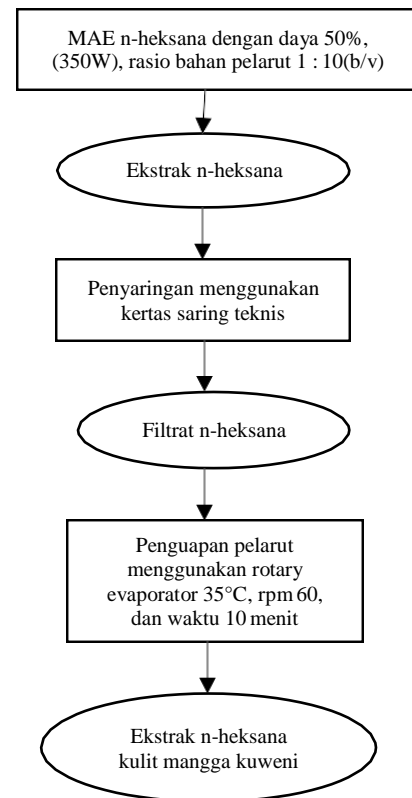 MAE n-heksana dengan daya 50%,
(350W), rasio bahan pelarut 1 : 10(b/v)
Ekstrak n-heksana
Penyaringan menggunakan
kertas saring teknis
Filtrat n-heksana
Penguapan pelarut
menggunakan rotary
evaporator 35°C, rpm 60,
dan waktu 10 menit
Ekstrak n-heksana
kulit mangga kuweni